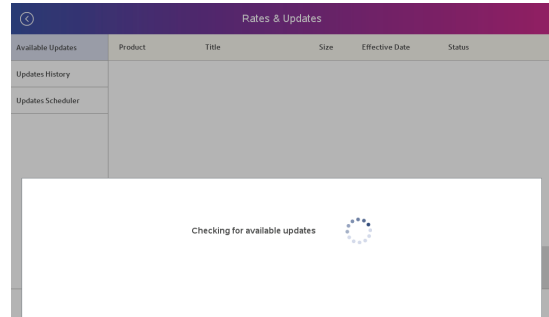 Rates & Updates
Available Updates
Product Title Size Effective Date Status
Updates History
Updates Scheduler
Checking for available updates